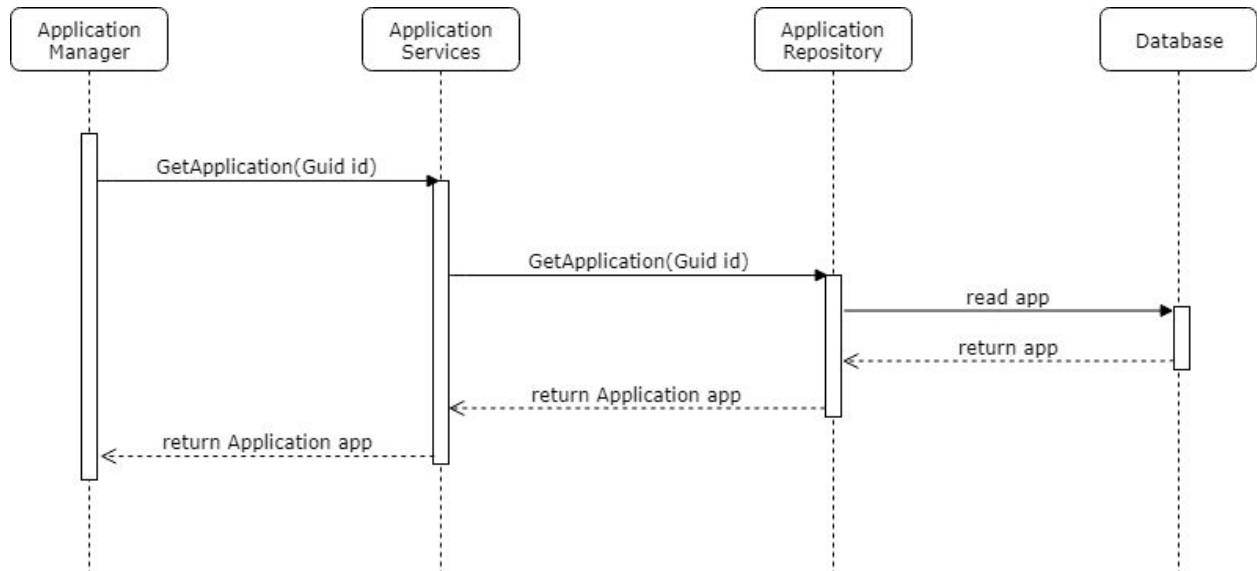 Application
Manager
Application
Services
Application
Repository
Database
GetApplication(Guid id)
GetApplication(Guid id)
read app
return app
return Application app
return Application app